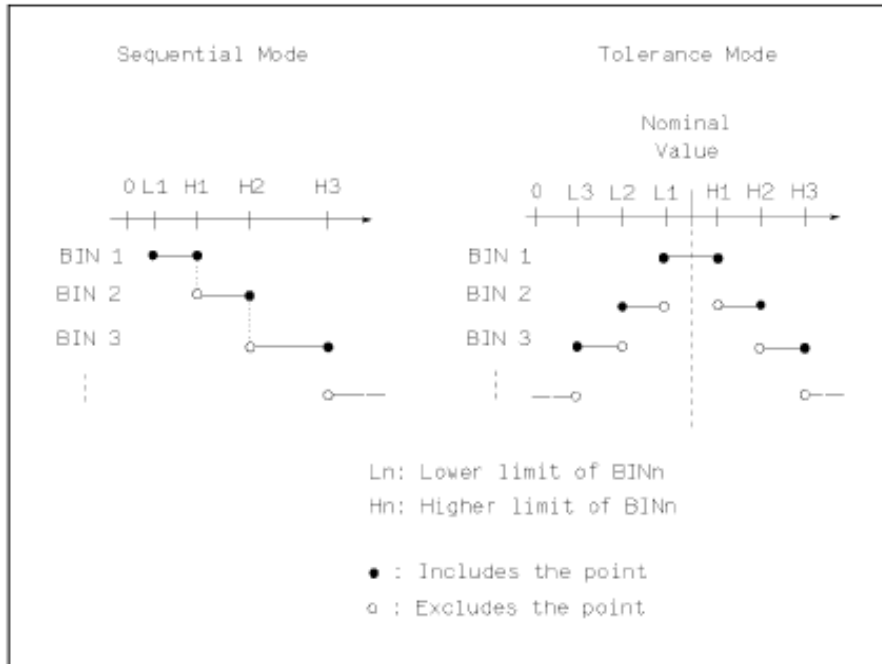 Sequential Mode
Tolerance Mode
Nominal
Value
0 L1 H1 H2 H3
0 L3 L2 L1 H1 H2 H3
BIN 1
BIN 2
BIN 3
BIN 1
BIN 2
BIN 3
Ln: Lower limit of BINn
Hn: Higher limit of BINn
● : Includes the point
○ : Excludes the point